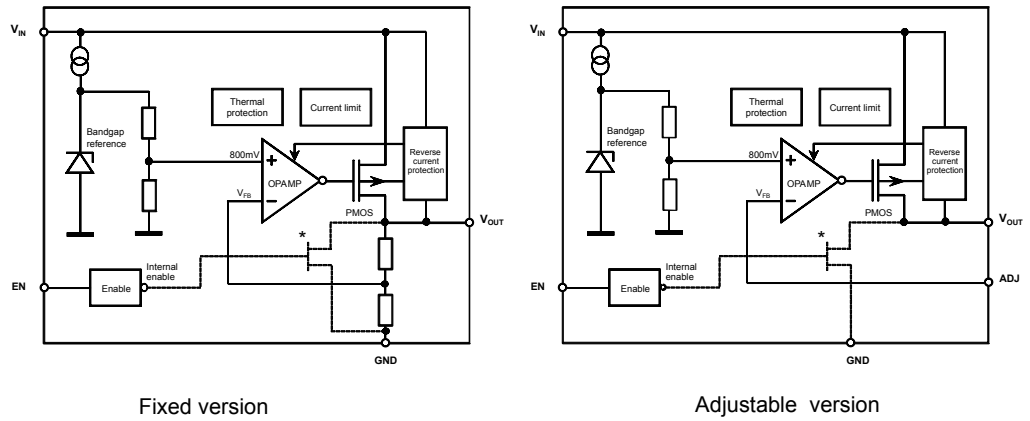 VIN
Thermal
protection
Current limit
Bandgap
reference
800mV
Reverse
current
protection
OPAMP
VFB
PMOS
VOUT
*
Internal
enable
EN
Enable
GND
Fixed version
VIN
Thermal
protection
Current limit
Bandgap
reference
800mV
Reverse
current
protection
OPAMP
VFB
PMOS
VOUT
*
Internal
enable
EN
Enable
ADJ
GND
Adjustable version